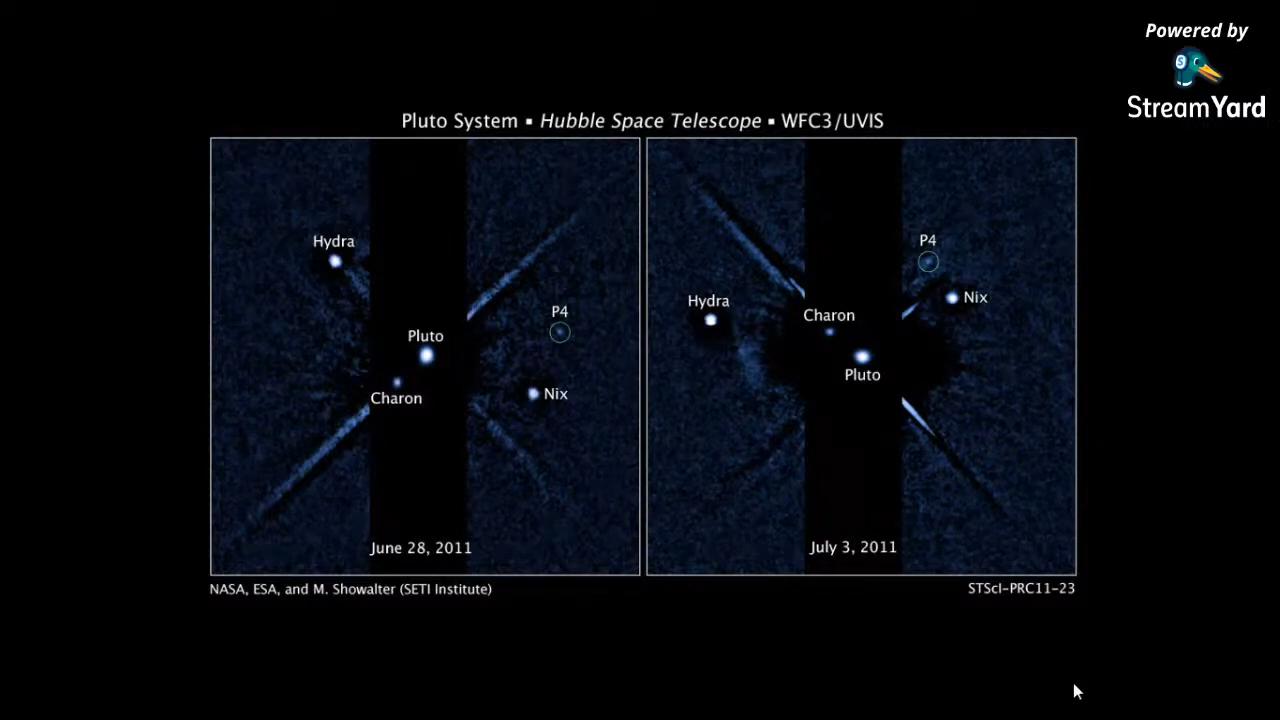 Powered by
StreamYard
Pluto System ▪ Hubble Space Telescope ▪ WFC3/UVIS
Hydra
P4
Pluto
Charon
Nix
June 28, 2011
P4
Hydra
Nix
Charon
Pluto
July 3, 2011
NASA, ESA, and M. Showalter (SETI Institute)
STScI-PRC11-23